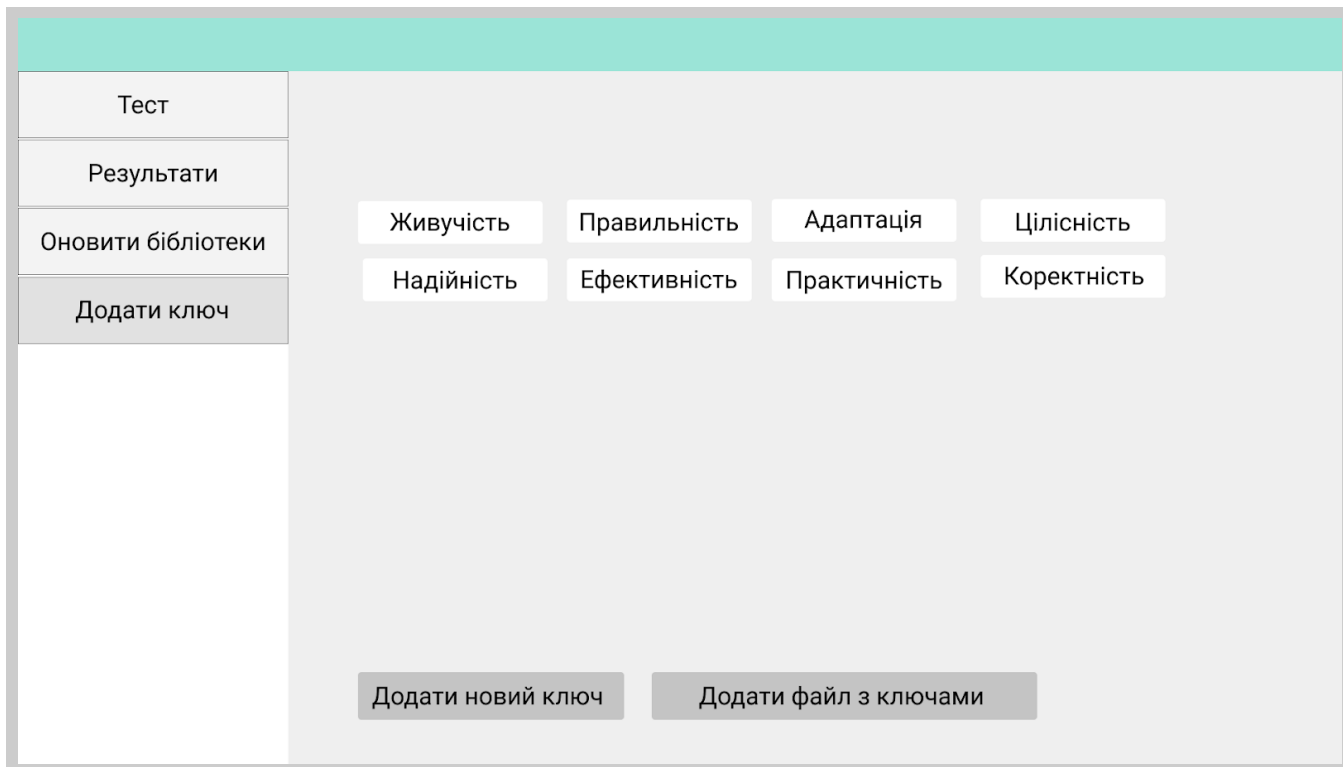 Тест
Результати
Оновити бібліотеки
Додати ключ
Живучість Правильність Адаптація Цілісність
Надійність Ефективність Практичність Коректність
Додати новий ключ Додати файл з ключами